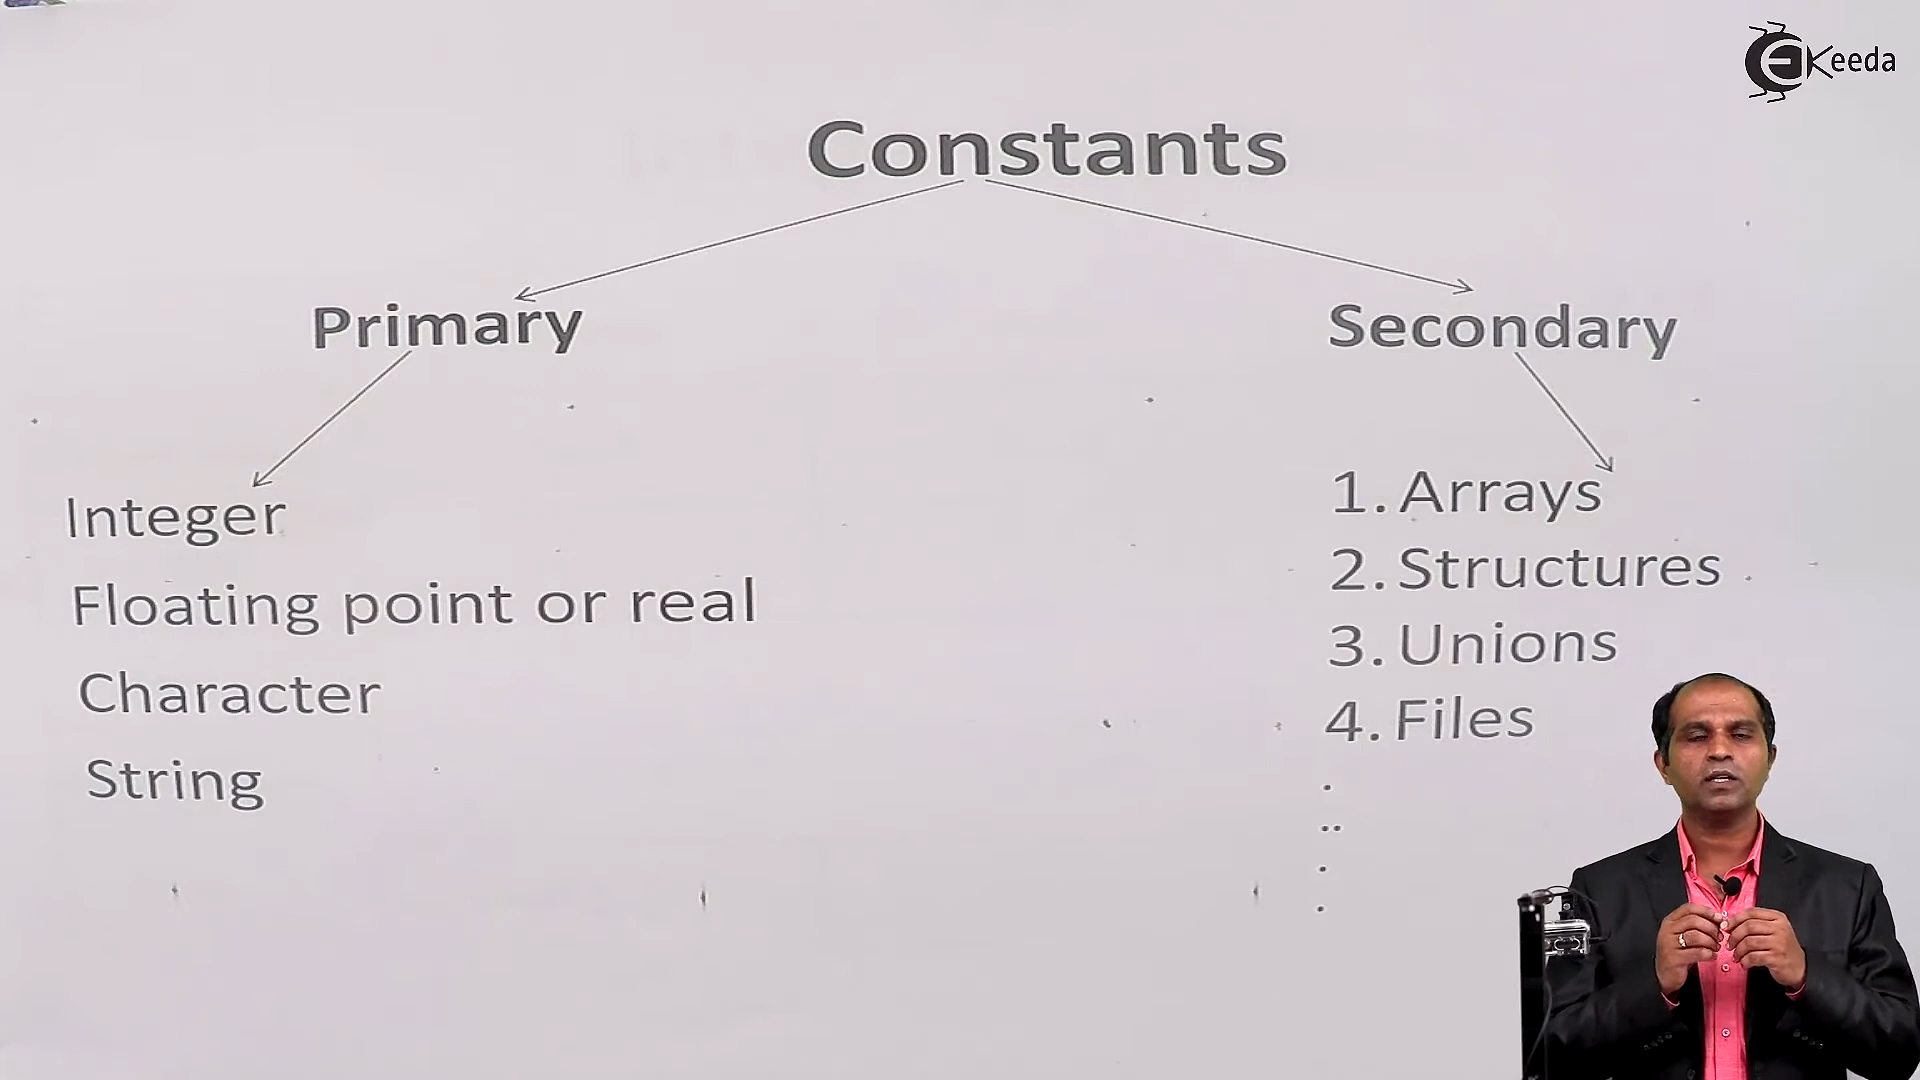 EKeeda
Constants
Primary
Secondary
Integer
Floating point or real
Character
String
1. Arrays
2. Structures
3. Unions
4. Files